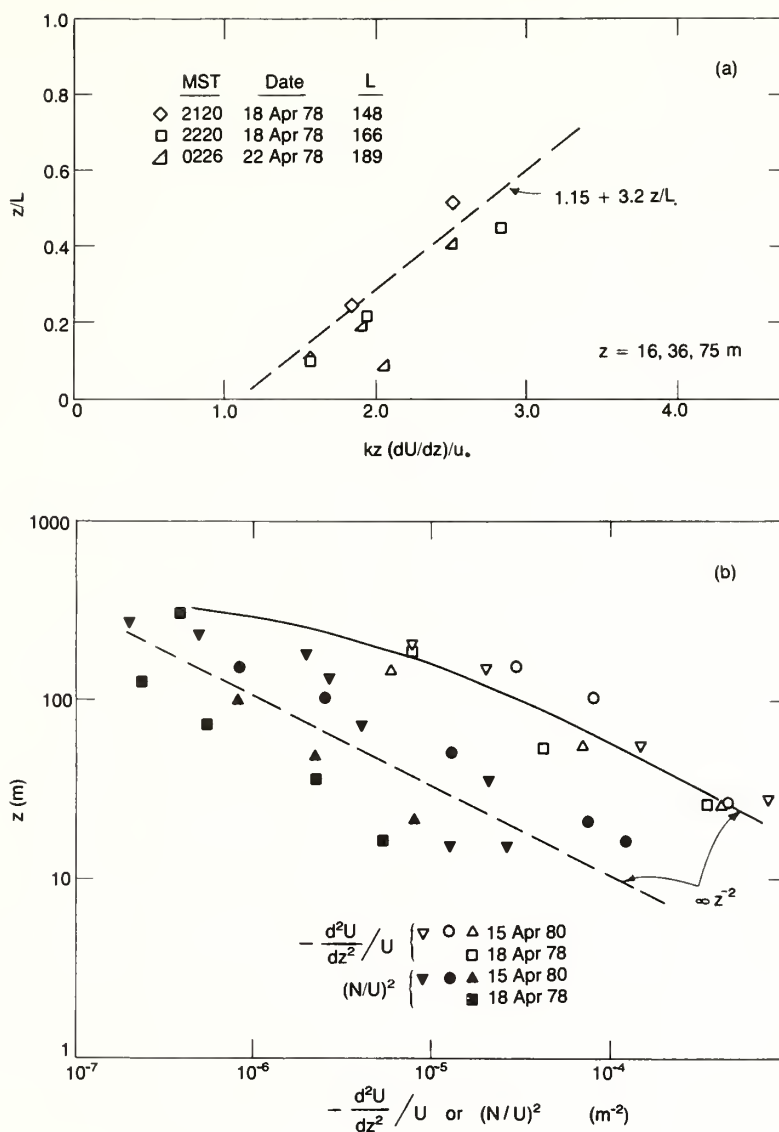 (a)
MST Date L
◇ 2120 18 Apr 78 148
□ 2220 18 Apr 78 166
◿ 0226 22 Apr 78 189
1.15 + 3.2 z/L
z = 16, 36, 75 m
z/L
1.0
0.8
0.6
0.4
0.2
0
0 1.0 2.0 3.0 4.0
kz (dU/dz)/u*
(b)
z (m)
1000
100
10
1
∞ z⁻²
− d²U/dz² / U { ▽ ○ △ 15 Apr 80
□ 18 Apr 78
(N/U)² { ▼ ● ▲ 15 Apr 80
■ 18 Apr 78
10⁻⁷ 10⁻⁶ 10⁻⁵ 10⁻⁴
− d²U/dz² / U or (N/U)² (m⁻²)